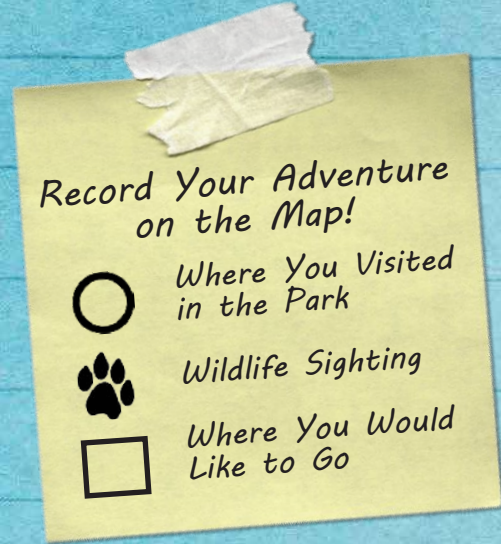 Record Your Adventure
on the Map!
Where You Visited
in the Park
Wildlife Sighting
Where You Would
Like to Go